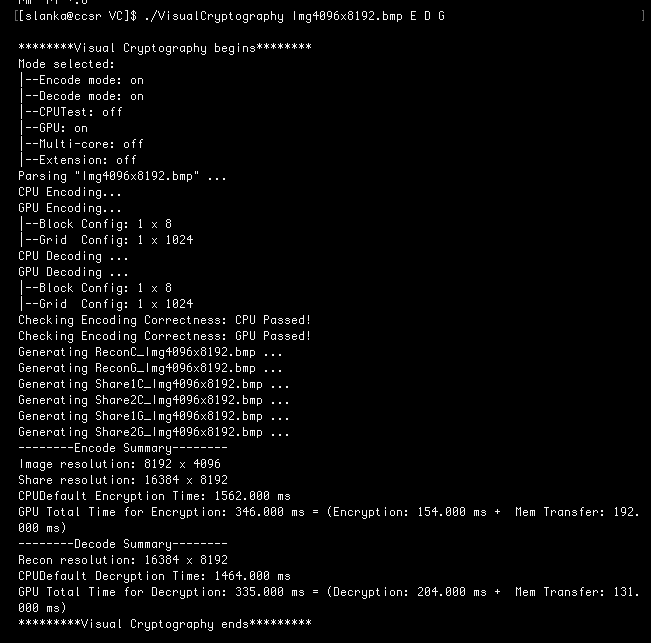 [[slanka@ccsr VC]$ ./VisualCryptography Img4096x8192.bmp E D G ]
********Visual Cryptography begins********
Mode selected:
|--Encode mode: on
|--Decode mode: on
|--CPUTest: off
|--GPU: on
|--Multi-core: off
|--Extension: off
Parsing "Img4096x8192.bmp" ...
CPU Encoding...
GPU Encoding...
|--Block Config: 1 x 8
|--Grid  Config: 1 x 1024
CPU Decoding ...
GPU Decoding ...
|--Block Config: 1 x 8
|--Grid  Config: 1 x 1024
Checking Encoding Correctness: CPU Passed!
Checking Encoding Correctness: GPU Passed!
Generating ReconC_Img4096x8192.bmp ...
Generating ReconG_Img4096x8192.bmp ...
Generating Share1C_Img4096x8192.bmp ...
Generating Share2C_Img4096x8192.bmp ...
Generating Share1G_Img4096x8192.bmp ...
Generating Share2G_Img4096x8192.bmp ...
--------Encode Summary--------
Image resolution: 8192 x 4096
Share resolution: 16384 x 8192
CPUDefault Encryption Time: 1562.000 ms
GPU Total Time for Encryption: 346.000 ms = (Encryption: 154.000 ms +  Mem Transfer: 192.
000 ms)
--------Decode Summary--------
Recon resolution: 16384 x 8192
CPUDefault Decryption Time: 1464.000 ms
GPU Total Time for Decryption: 335.000 ms = (Decryption: 204.000 ms +  Mem Transfer: 131.
000 ms)
*********Visual Cryptography ends*********